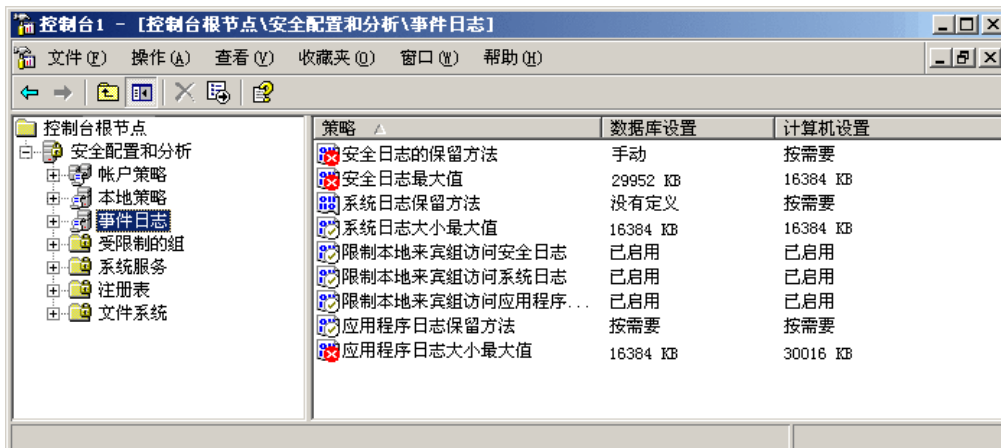 控制台1 - [控制台根节点\安全配置和分析\事件日志]
文件(F) 操作(A) 查看(V) 收藏夹(O) 窗口(W) 帮助(H)
控制台根节点
安全配置和分析
帐户策略
本地策略
事件日志
受限制的组
系统服务
注册表
文件系统
策略 数据库设置 计算机设置
安全日志的保留方法 手动 按需要
安全日志最大值 29952 KB 16384 KB
系统日志保留方法 没有定义 按需要
系统日志大小最大值 16384 KB 16384 KB
限制本地来宾组访问安全日志 已启用 已启用
限制本地来宾组访问系统日志 已启用 已启用
限制本地来宾组访问应用程序... 已启用 已启用
应用程序日志保留方法 按需要 按需要
应用程序日志大小最大值 16384 KB 30016 KB